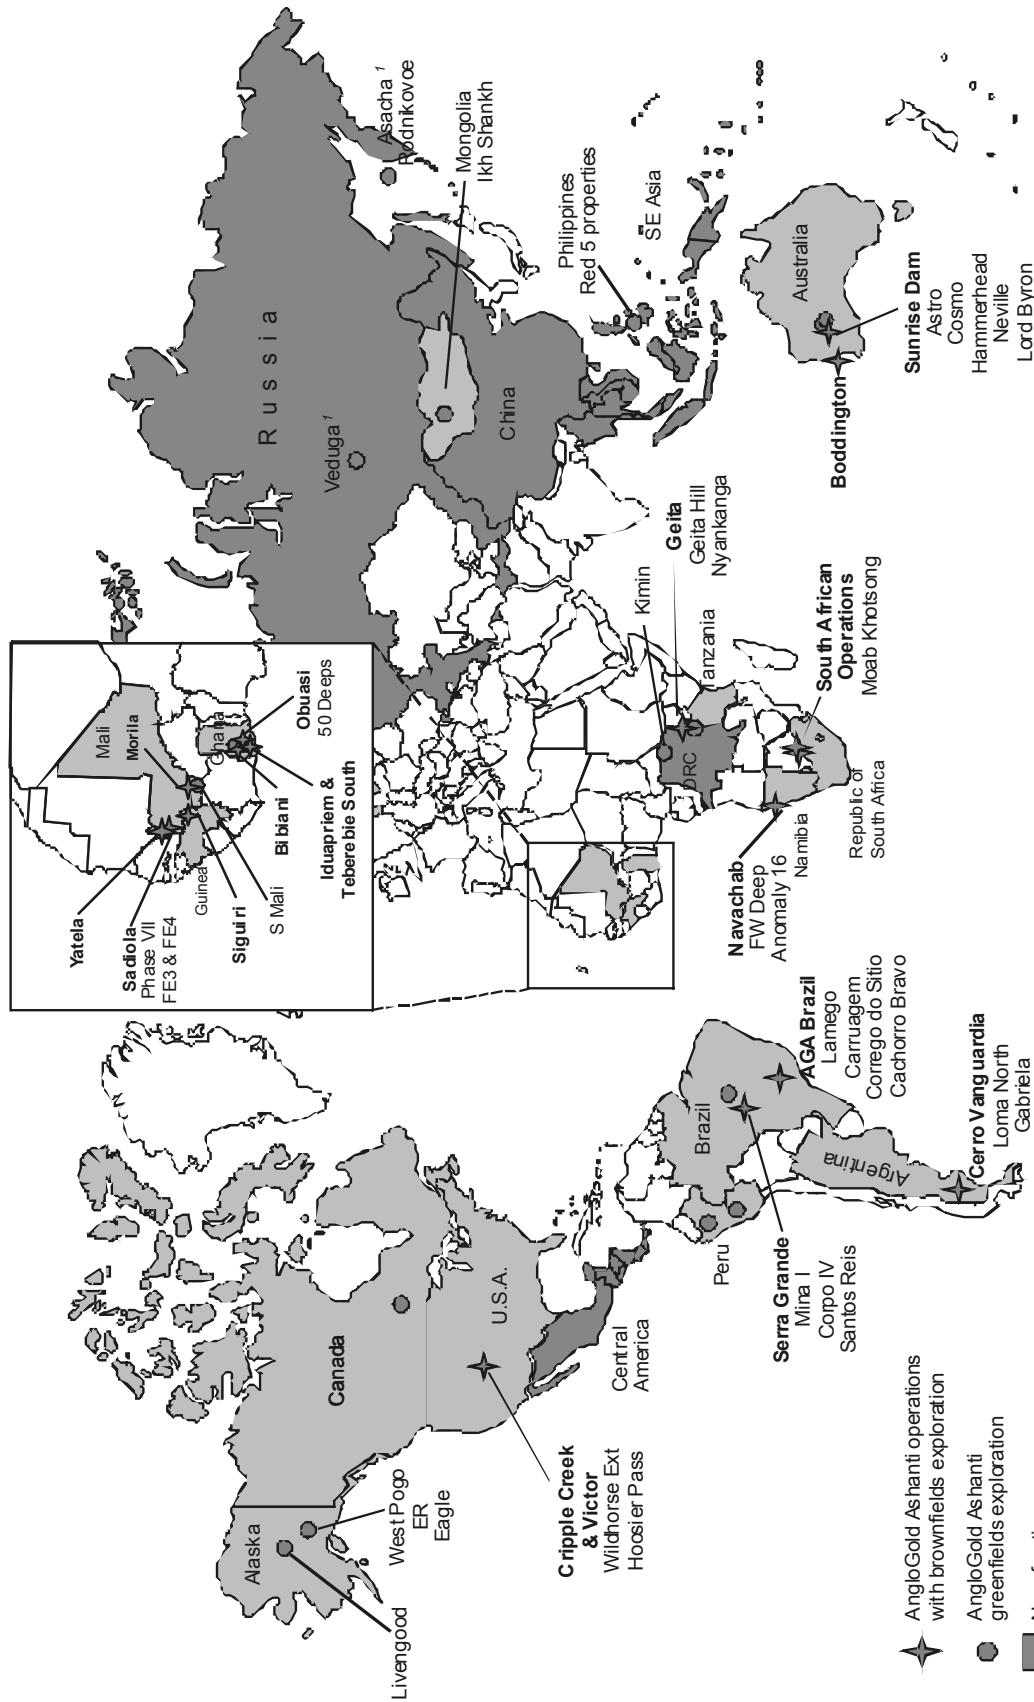 Alaska
Livengood
West Pogo
ER
Eagle
Canada
U.S.A.
Cripple Creek
& Victor
Wildhorse Ext
Hoosier Pass
Central
America
Peru
Brazil
Serra Grande
Mina I
Corpo IV
Santos Reis
AGA Brazil
Lamego
Carruagem
Corrego do Sitio
Cachorro Bravo
Argentina
Cerro Vanguardia
Loma North
Gabriela
Yatela
Sadiola
Phase VII
FE3 & FE4
Mali
Morila
Guinea
Siguiri
S Mali
Ghana
Bibiani
Obuasi
50 Deeps
Iduapriem &
Teberebie South
Russia
Veduga1
Asacha 1
Rodnikovoe
Mongolia
Ikh Shankh
China
Philippines
Red 5 properties
SE Asia
Kimin
Geita
Geita Hill
Nyankanga
Tanzania
DRC
South African
Operations
Moab Khotsong
Navachab
FW Deep
Anomaly 16
Namibia
Republic of
South Africa
Australia
Boddington
Sunrise Dam
Astro
Cosmo
Hammerhead
Neville
Lord Byron
AngloGold Ashanti operations
with brownfields exploration
AngloGold Ashanti
greenfields exploration